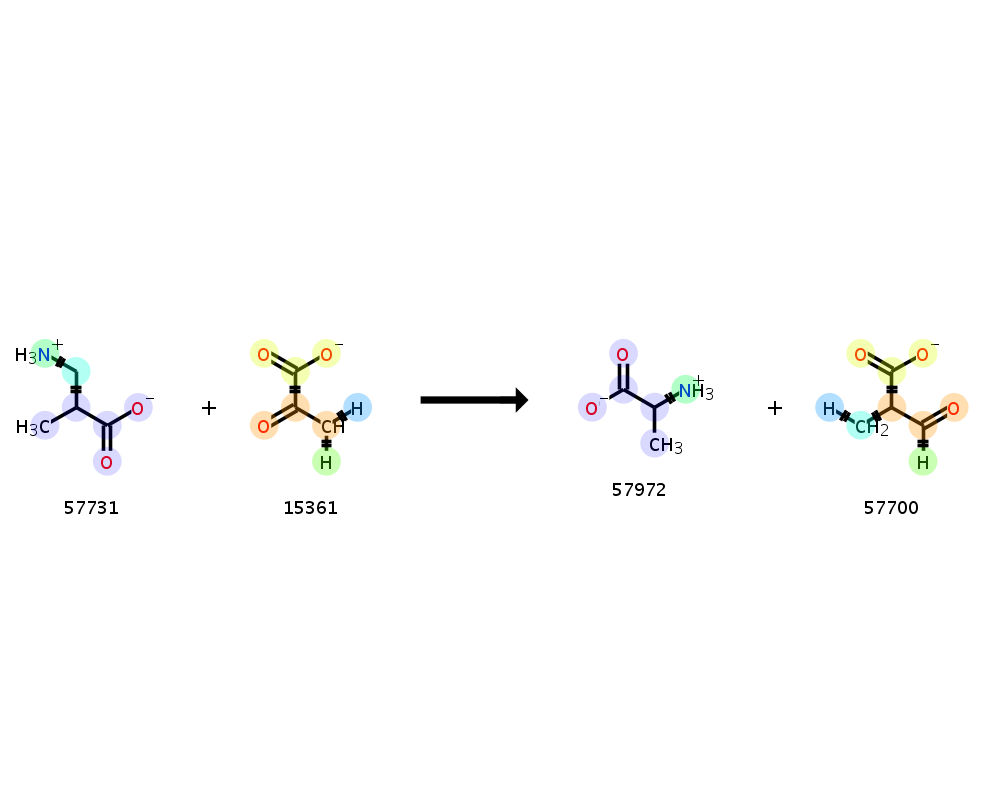 H3N+ O O− O O O− O
H3C O− + O CH H O− NH3+ + H CH2 O
O H CH3 H
57731 15361 57972 57700